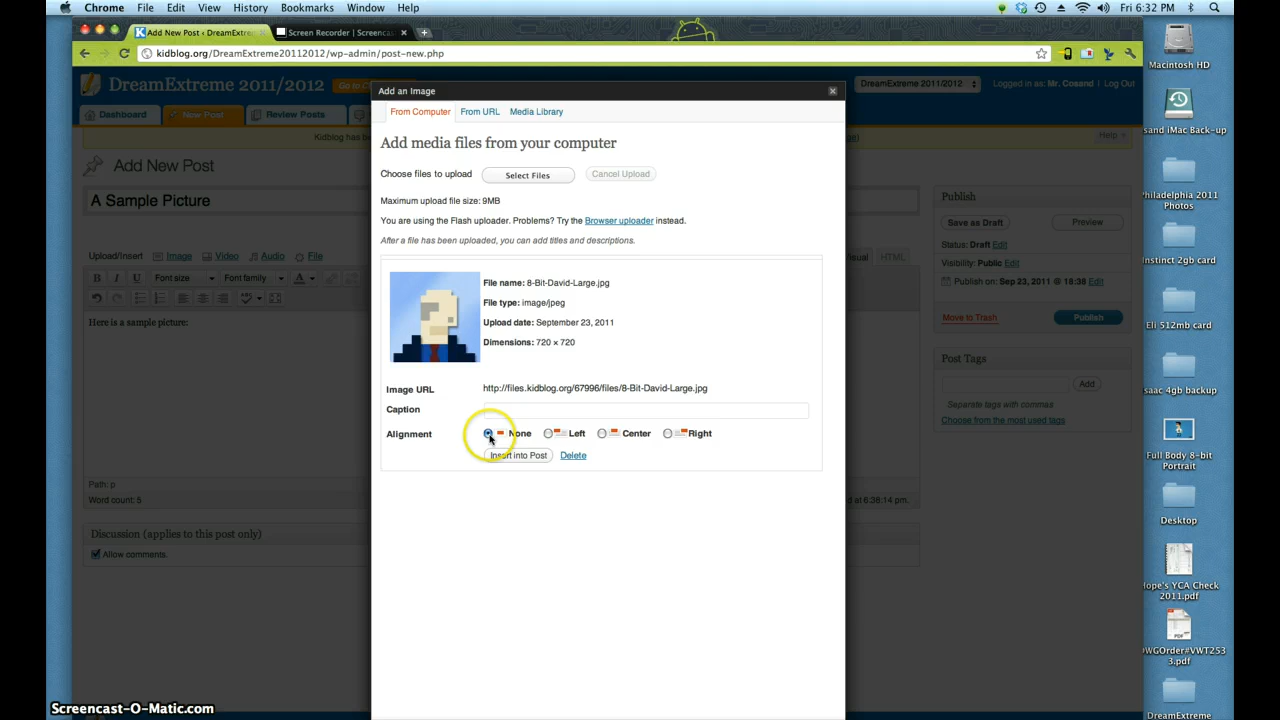 Chrome File Edit View History Bookmarks Window Help Fri 6:32 PM
Add New Post ‹ DreamExtrem
Screen Recorder | Screencas
kidblog.org/DreamExtreme20112012/wp-admin/post-new.php
Macintosh HD
DreamExtreme 2011/2012
Go to
DreamExtreme 2011/2012
Logged in as: Mr. Cosand | Log Out
Dashboard
New Post
Review Posts
Kidblog has be
Help
sand iMac Back-up
Add New Post
A Sample Picture
Upload/Insert Image Video Audio File
Visual HTML
B I U Font size Font family A
Here is a sample picture:
Path: p
Word count: 5
d at 6:38:14 pm.
Discussion (applies to this post only)
Allow comments.
Add an Image
From Computer From URL Media Library
Add media files from your computer
Choose files to upload Select Files Cancel Upload
Maximum upload file size: 9MB
You are using the Flash uploader. Problems? Try the Browser uploader instead.
After a file has been uploaded, you can add titles and descriptions.
File name: 8-Bit-David-Large.jpg
File type: image/jpeg
Upload date: September 23, 2011
Dimensions: 720 × 720
Image URL http://files.kidblog.org/67996/files/8-Bit-David-Large.jpg
Caption
Alignment None Left Center Right
Insert into Post Delete
Publish
Save as Draft Preview
Status: Draft Edit
Visibility: Public Edit
Publish on: Sep 23, 2011 @ 18:38 Edit
Move to Trash Publish
Post Tags
Add
Separate tags with commas
Choose from the most used tags
Philadelphia 2011
Photos
Instinct 2gb card
Eli 512mb card
Isaac 4gb backup
Full Body 8-bit
Portrait
Desktop
Hope's YCA Check
2011.pdf
OWGOrder#VWT253
3.pdf
DreamExtreme
Screencast-O-Matic.com